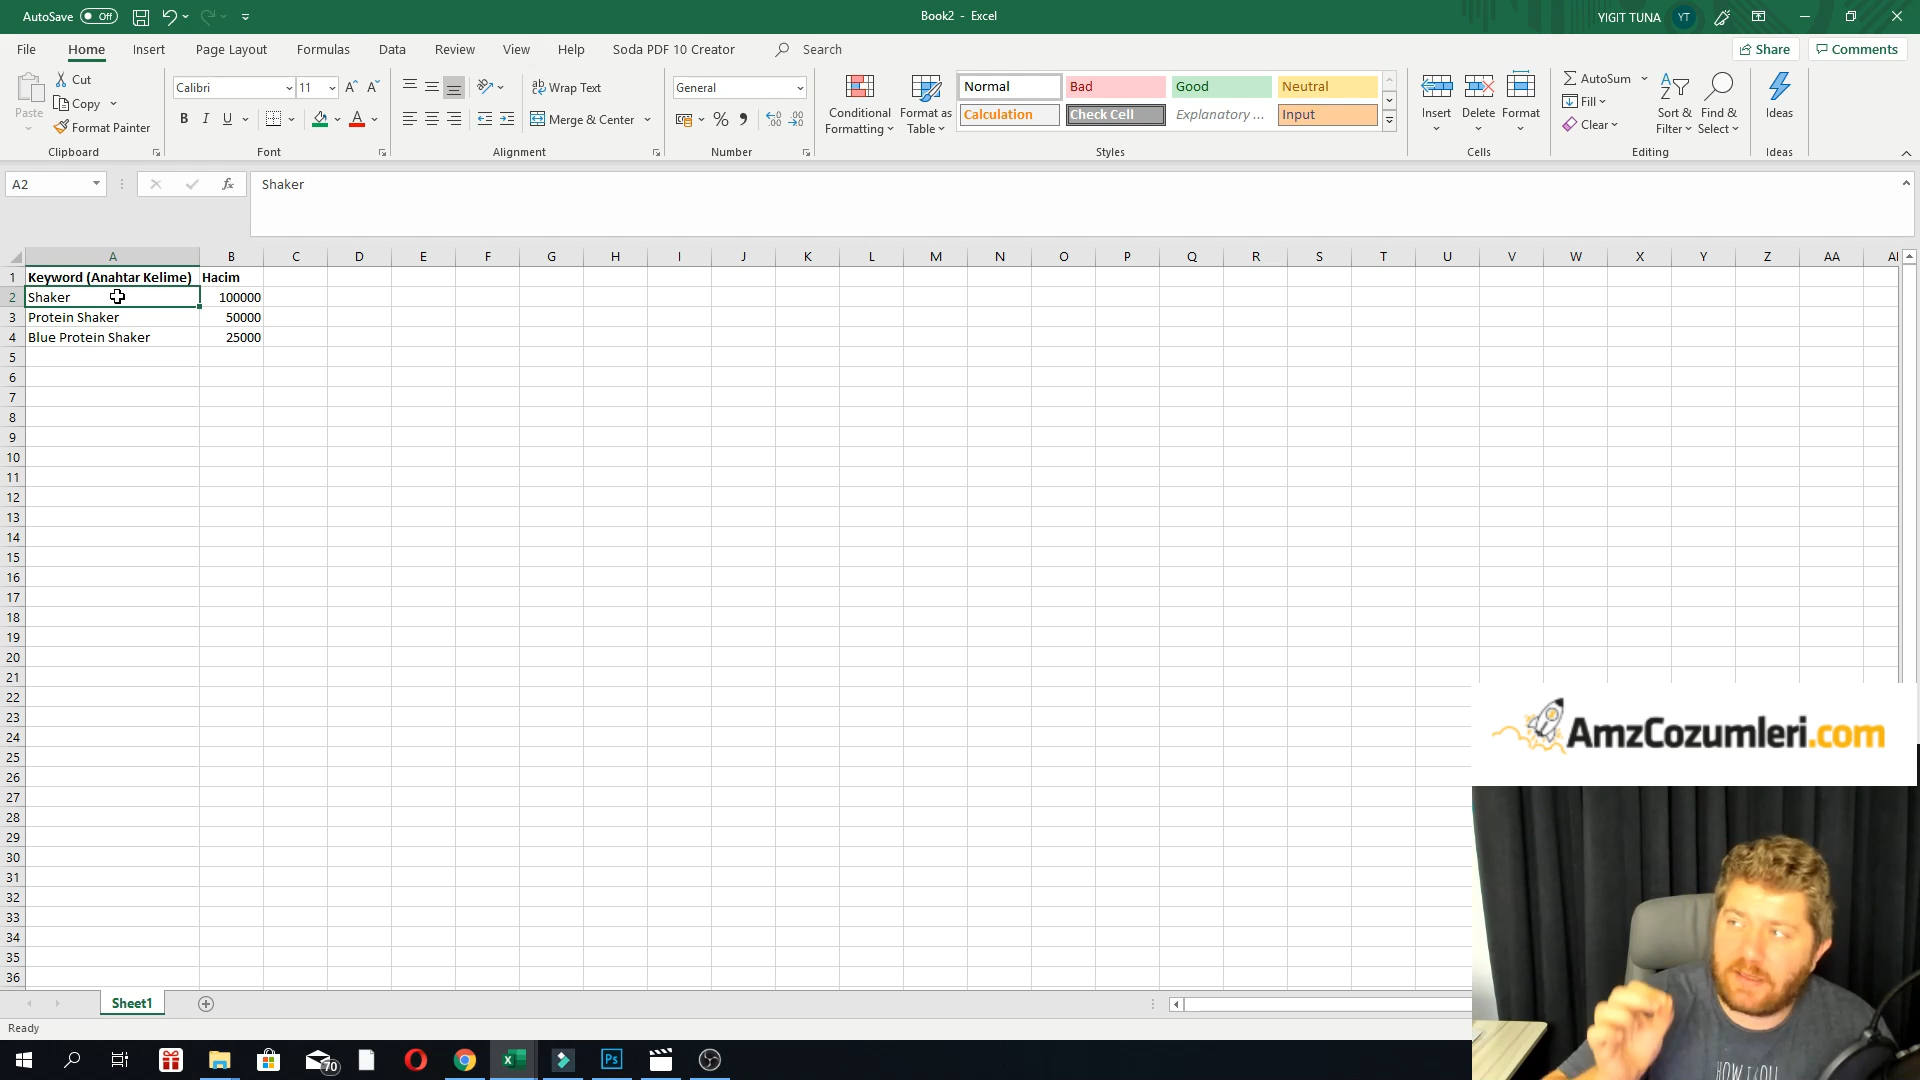 AutoSave Off
Book2 - Excel
YIGIT TUNA YT
File Home Insert Page Layout Formulas Data Review View Help Soda PDF 10 Creator Search
Share Comments
Paste
Cut
Copy
Format Painter
Clipboard
Calibri 11
B I U
Font
Wrap Text
Merge & Center
Alignment
General
Number
Conditional Formatting
Format as Table
Normal Bad Good Neutral
Calculation Check Cell Explanatory ... Input
Styles
Insert Delete Format
Cells
AutoSum
Fill
Clear
Sort & Filter
Find & Select
Editing
Ideas
Ideas
A2 fx Shaker
A B C D E F G H I J K L M N O P Q R S T U V W X Y Z AA
1 Keyword (Anahtar Kelime) Hacim
2 Shaker 100000
3 Protein Shaker 50000
4 Blue Protein Shaker 25000
5
6
7
8
9
10
11
12
13
14
15
16
17
18
19
20
21
22
23
24
25
26
27
28
29
30
31
32
33
34
35
36
AmzCozumleri.com
HOW I
Sheet1
Ready
70
Ps